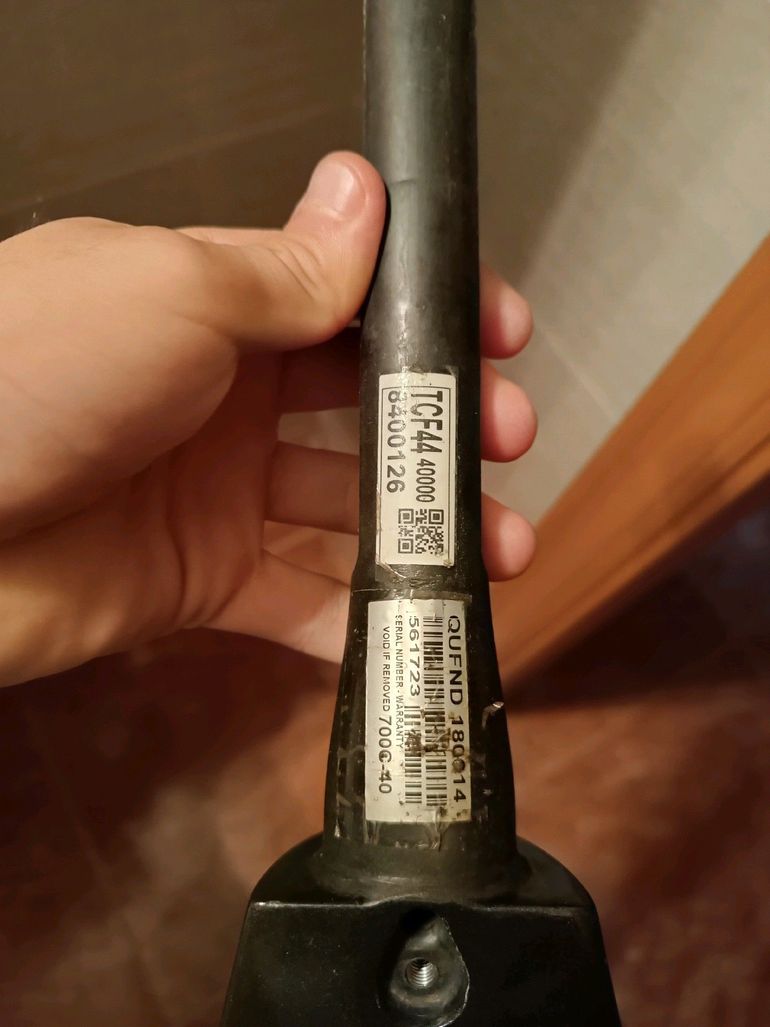 TCF44 40000
8400126
QUFND 180014
561723
SERIAL NUMBER - WARRANTY
VOID IF REMOVED 700C-40